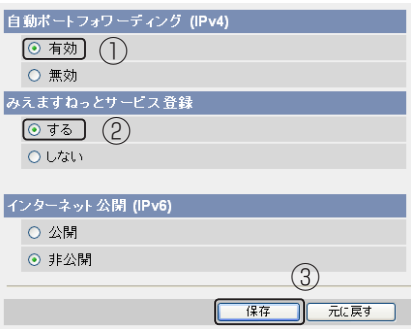 自動ポートフォワーディング (IPv4)
有効 ①
無効
みえますねっとサービス登録
する ②
しない
インターネット公開 (IPv6)
公開
非公開
③
保存 元に戻す